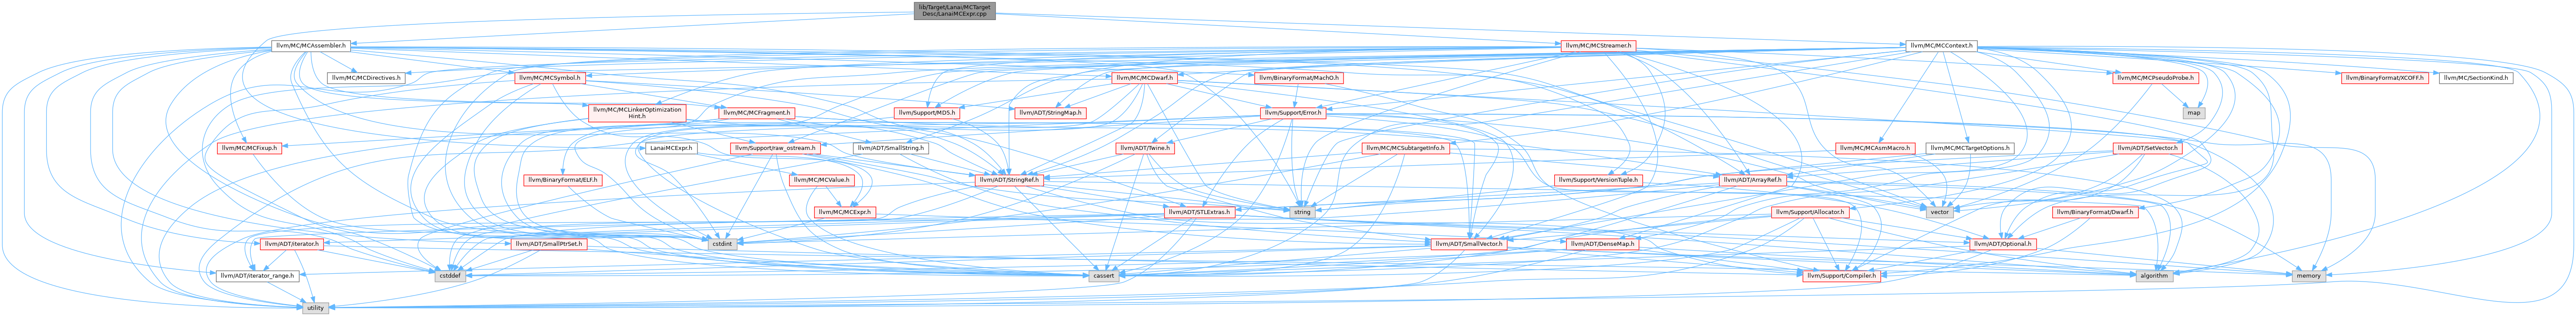 lib/Target/Lanai/MCTarget
Desc/LanaiMCExpr.cpp
llvm/MC/MCAssembler.h
llvm/MC/MCStreamer.h
llvm/MC/MCContext.h
llvm/MC/MCDirectives.h
llvm/MC/MCSymbol.h
llvm/MC/MCDwarf.h
llvm/BinaryFormat/MachO.h
llvm/MC/MCPseudoProbe.h
llvm/BinaryFormat/XCOFF.h
llvm/MC/SectionKind.h
llvm/MC/MCLinkerOptimization
Hint.h
llvm/MC/MCFragment.h
llvm/Support/MD5.h
llvm/ADT/StringMap.h
llvm/Support/Error.h
map
llvm/MC/MCFixup.h
LanaiMCExpr.h
llvm/Support/raw_ostream.h
llvm/ADT/SmallString.h
llvm/ADT/Twine.h
llvm/MC/MCSubtargetInfo.h
llvm/MC/MCAsmMacro.h
llvm/MC/MCTargetOptions.h
llvm/ADT/SetVector.h
llvm/BinaryFormat/ELF.h
llvm/MC/MCValue.h
llvm/ADT/StringRef.h
llvm/Support/VersionTuple.h
llvm/ADT/ArrayRef.h
llvm/MC/MCExpr.h
llvm/ADT/STLExtras.h
string
llvm/Support/Allocator.h
vector
llvm/BinaryFormat/Dwarf.h
llvm/ADT/iterator.h
llvm/ADT/SmallPtrSet.h
cstdint
llvm/ADT/SmallVector.h
llvm/ADT/DenseMap.h
llvm/ADT/Optional.h
llvm/ADT/iterator_range.h
cstddef
cassert
llvm/Support/Compiler.h
algorithm
memory
utility